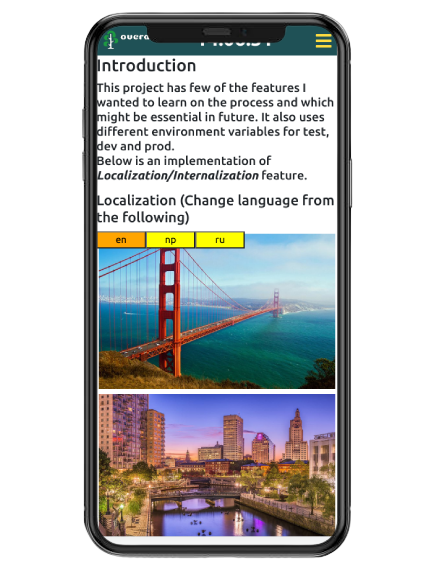 Introduction
This project has few of the features I
wanted to learn on the process and which
might be essential in future. It also uses
different environment variables for test,
dev and prod.
Below is an implementation of
Localization/Internalization feature.
Localization (Change language from
the following)
en np ru